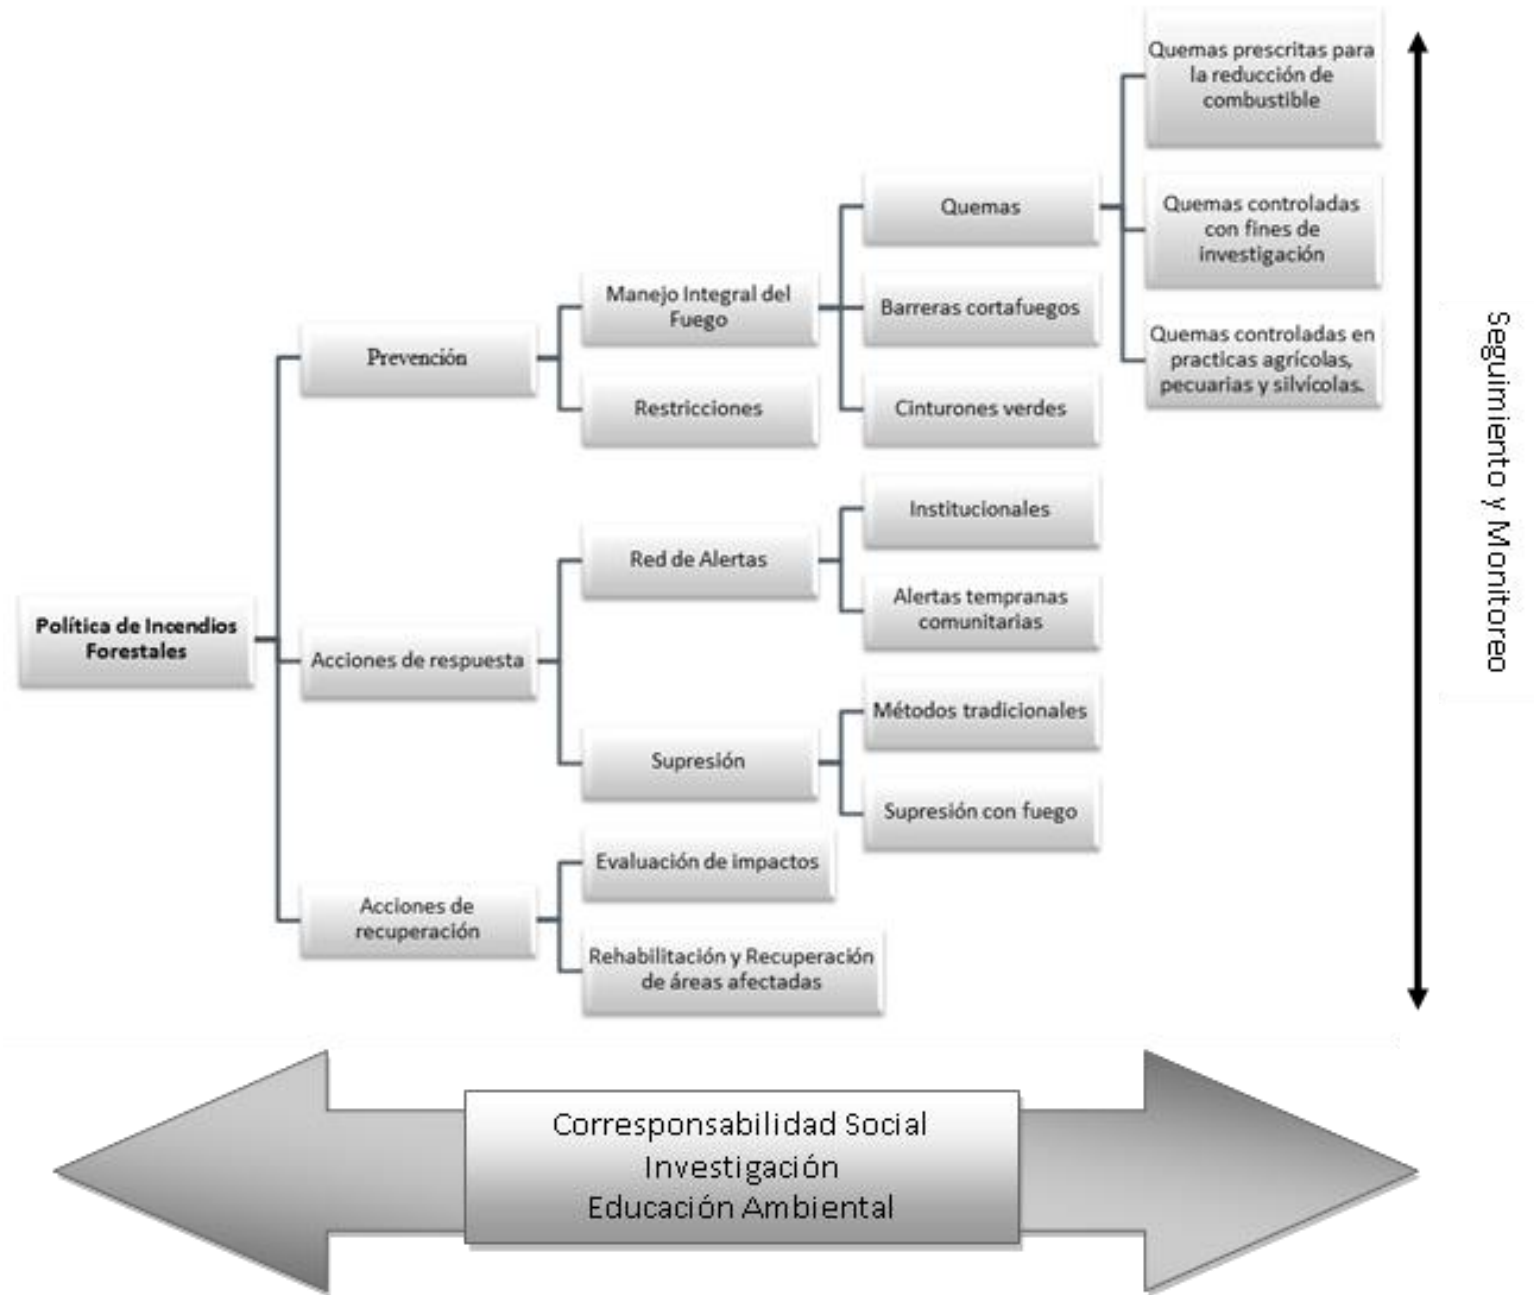 Política de Incendios
Forestales
Prevención
Manejo Integral del
Fuego
Quemas
Quemas prescritas para
la reducción de
combustible
Quemas controladas
con fines de
investigación
Quemas controladas en
practicas agrícolas,
pecuarias y silvícolas.
Barreras cortafuegos
Cinturones verdes
Restricciones
Acciones de respuesta
Red de Alertas
Institucionales
Alertas tempranas
comunitarias
Supresión
Métodos tradicionales
Supresión con fuego
Acciones de
recuperación
Evaluación de impactos
Rehabilitación y Recuperación
de áreas afectadas
Seguimiento y Monitoreo
Corresponsabilidad Social
Investigación
Educación Ambiental